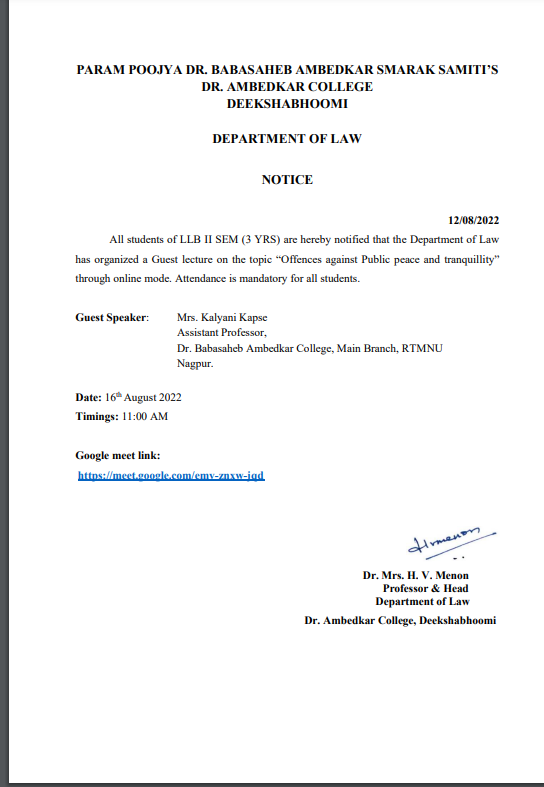 PARAM POOJYA DR. BABASAHEB AMBEDKAR SMARAK SAMITI'S
DR. AMBEDKAR COLLEGE
DEEKSHABHOOMI
DEPARTMENT OF LAW
NOTICE
12/08/2022
All students of LLB II SEM (3 YRS) are hereby notified that the Department of Law
has organized a Guest lecture on the topic “Offences against Public peace and tranquillity”
through online mode. Attendance is mandatory for all students.
Guest Speaker: Mrs. Kalyani Kapse
Assistant Professor,
Dr. Babasaheb Ambedkar College, Main Branch, RTMNU
Nagpur.
Date: 16th August 2022
Timings: 11:00 AM
Google meet link:
https://meet.google.com/emv-znxw-jqd
Hvmenon
Dr. Mrs. H. V. Menon
Professor & Head
Department of Law
Dr. Ambedkar College, Deekshabhoomi